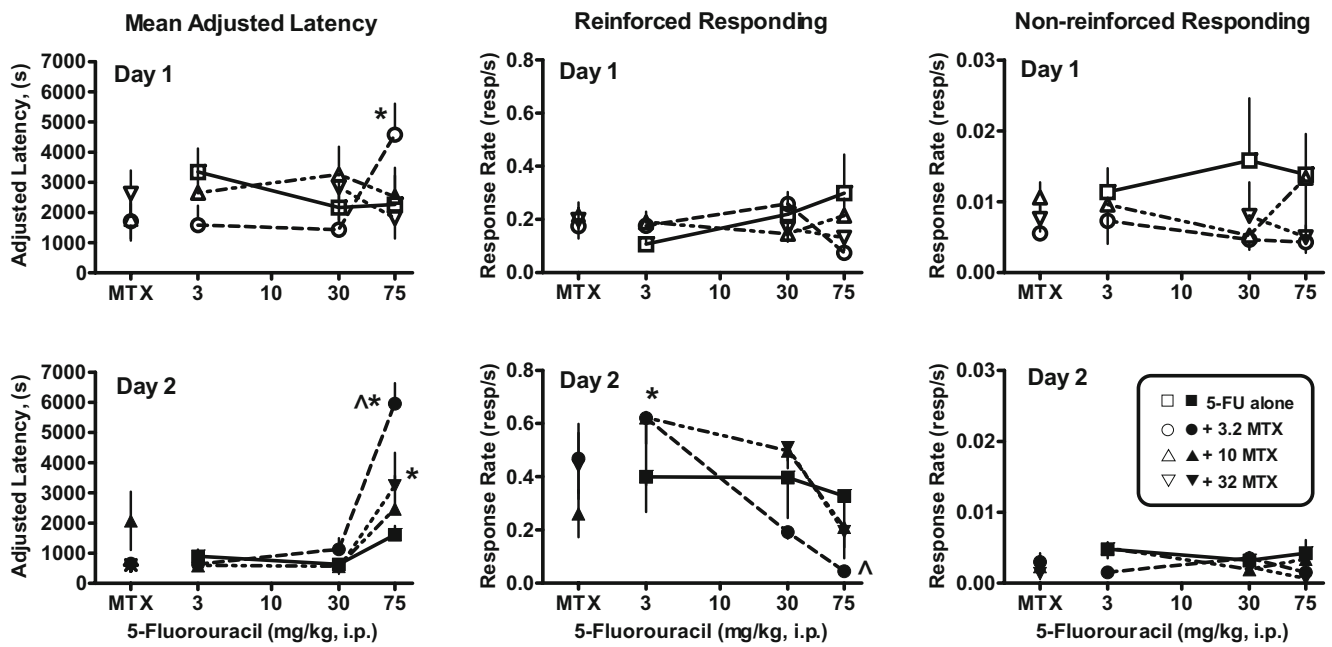 Mean Adjusted Latency
Reinforced Responding
Non-reinforced Responding
Adjusted Latency, (s)
7000
6000
5000
4000
3000
2000
1000
0
Day 1
*
MTX 3 10 30 75
Response Rate (resp/s)
0.8
0.6
0.4
0.2
0.0
Day 1
MTX 3 10 30 75
Response Rate (resp/s)
0.03
0.02
0.01
0.00
Day 1
MTX 3 10 30 75
Adjusted Latency, (s)
7000
6000
5000
4000
3000
2000
1000
0
Day 2
^*
*
MTX 3 10 30 75
5-Fluorouracil (mg/kg, i.p.)
Response Rate (resp/s)
0.8
0.6
0.4
0.2
0.0
Day 2
*
^
MTX 3 10 30 75
5-Fluorouracil (mg/kg, i.p.)
Response Rate (resp/s)
0.03
0.02
0.01
0.00
Day 2
5-FU alone
+ 3.2 MTX
+ 10 MTX
+ 32 MTX
MTX 3 10 30 75
5-Fluorouracil (mg/kg, i.p.)